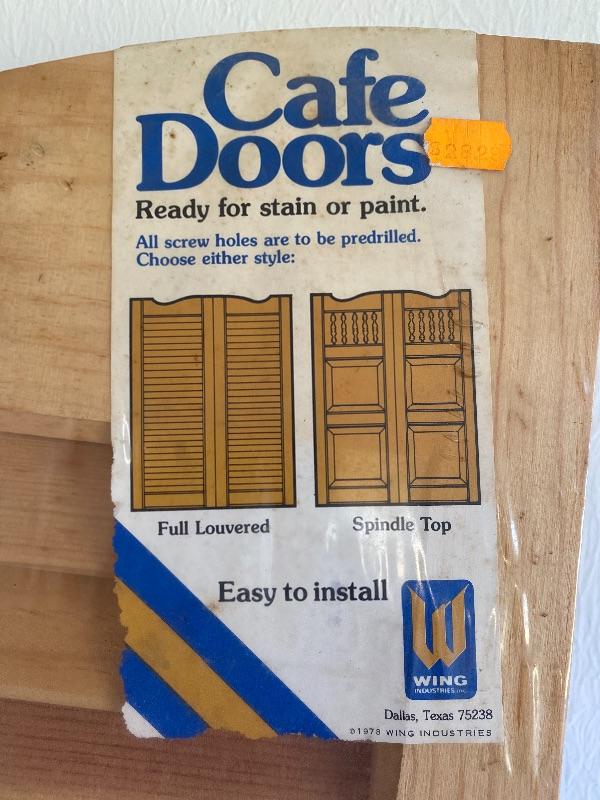 Cafe
Doors
Ready for stain or paint.
All screw holes are to be predrilled.
Choose either style:
Full Louvered
Spindle Top
Easy to install
W
WING
INDUSTRIES INC.
Dallas, Texas 75238
©1978 WING INDUSTRIES